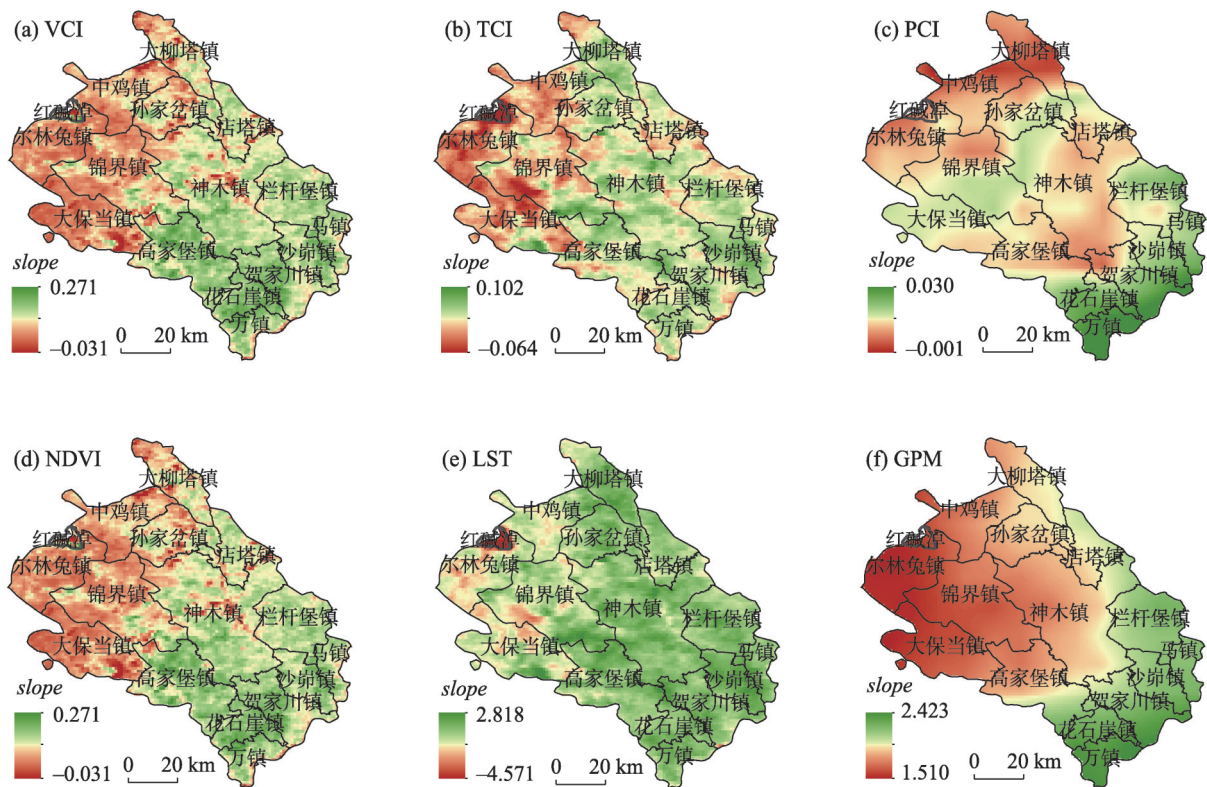 (a) VCI
大柳塔镇
中鸡镇
红碱淖
孙家岔镇
尔林兔镇
店塔镇
锦界镇
神木镇
栏杆堡镇
大保当镇
马镇
高家堡镇
沙峁镇
贺家川镇
花石崖镇
万镇
slope
0.271
–0.031
0 20 km
(b) TCI
大柳塔镇
中鸡镇
红碱淖
孙家岔镇
尔林兔镇
店塔镇
锦界镇
神木镇
栏杆堡镇
大保当镇
马镇
高家堡镇
沙峁镇
贺家川镇
花石崖镇
万镇
slope
0.102
–0.064
0 20 km
(c) PCI
大柳塔镇
中鸡镇
红碱淖
孙家岔镇
尔林兔镇
店塔镇
锦界镇
神木镇
栏杆堡镇
大保当镇
马镇
高家堡镇
沙峁镇
贺家川镇
花石崖镇
万镇
slope
0.030
–0.001
0 20 km
(d) NDVI
大柳塔镇
中鸡镇
红碱淖
孙家岔镇
尔林兔镇
店塔镇
锦界镇
神木镇
栏杆堡镇
大保当镇
马镇
高家堡镇
沙峁镇
贺家川镇
花石崖镇
万镇
slope
0.271
–0.031
0 20 km
(e) LST
大柳塔镇
中鸡镇
红碱淖
孙家岔镇
尔林兔镇
店塔镇
锦界镇
神木镇
栏杆堡镇
大保当镇
马镇
高家堡镇
沙峁镇
贺家川镇
花石崖镇
万镇
slope
2.818
–4.571
0 20 km
(f) GPM
大柳塔镇
中鸡镇
红碱淖
孙家岔镇
尔林兔镇
店塔镇
锦界镇
神木镇
栏杆堡镇
大保当镇
马镇
高家堡镇
沙峁镇
贺家川镇
花石崖镇
万镇
slope
2.423
1.510
0 20 km